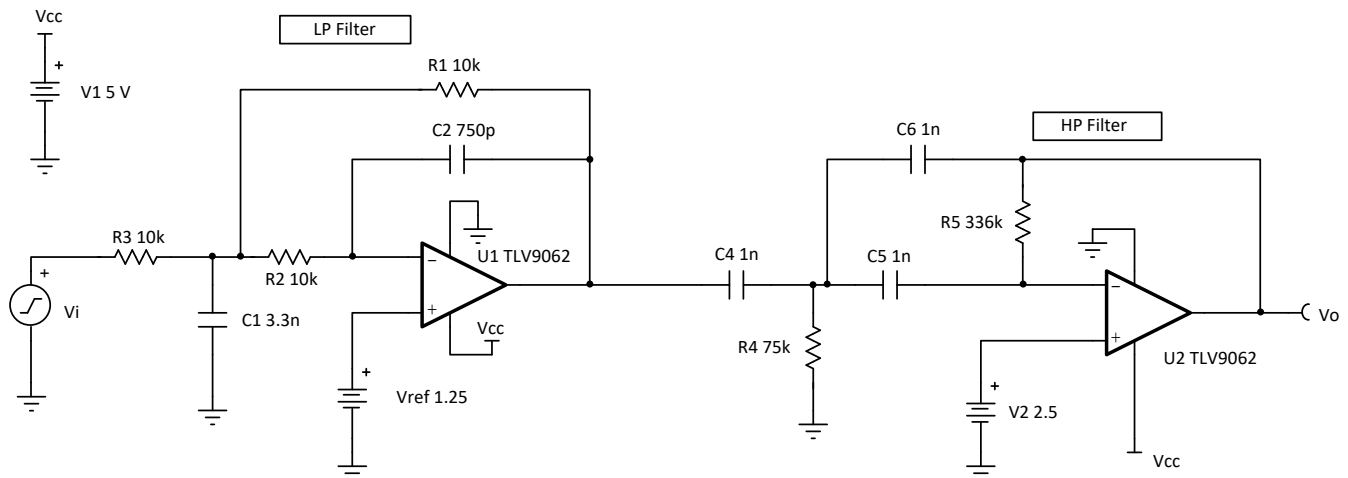 Vcc
LP Filter
+
V1 5 V
R1 10k
C2 750p
HP Filter
C6 1n
R3 10k
+
Vi
R2 10k
C1 3.3n
−
+
U1 TLV9062
Vcc
+
Vref 1.25
C4 1n
C5 1n
R5 336k
R4 75k
−
+
U2 TLV9062
Vo
+
V2 2.5
Vcc